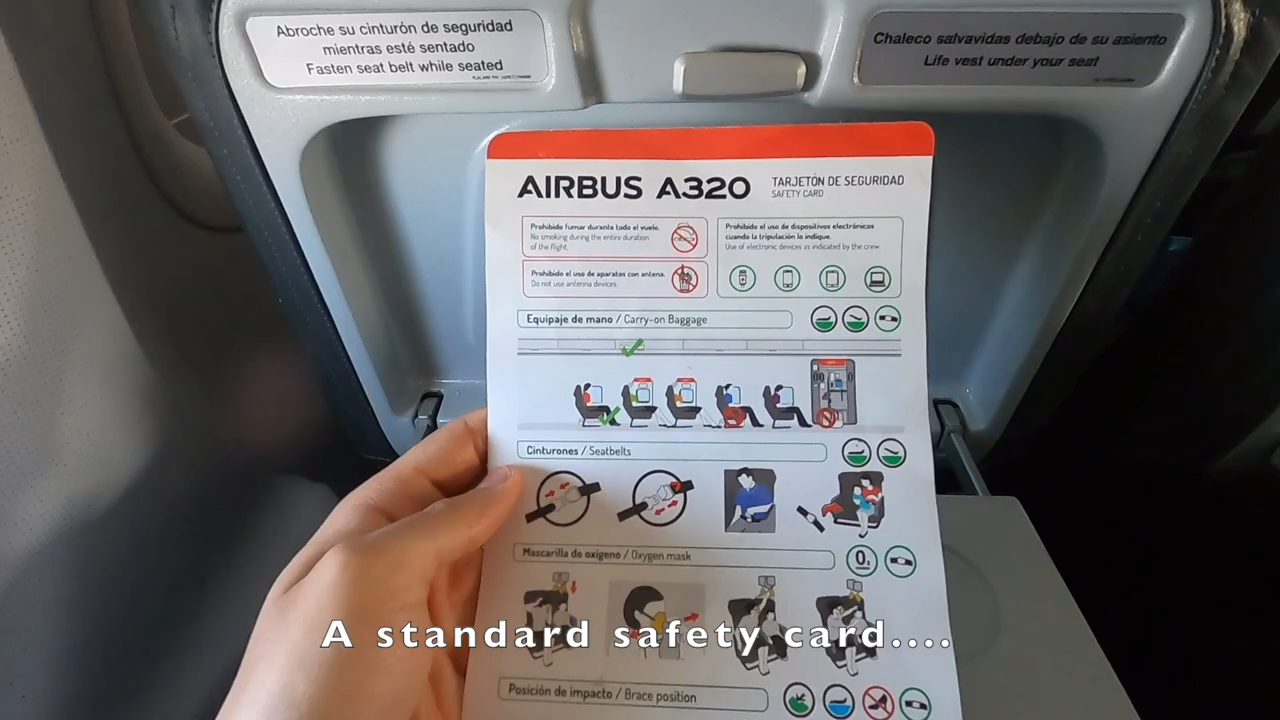 Abroche su cinturón de seguridad
mientras esté sentado
Fasten seat belt while seated
Chaleco salvavidas debajo de su asiento
Life vest under your seat
AIRBUS A320
TARJETÓN DE SEGURIDAD
SAFETY CARD
Prohibido fumar durante todo el vuelo.
No smoking during the entire duration
of the flight.
Prohibido el uso de aparatos con antena.
Do not use antenna devices.
Prohibido el uso de dispositivos electrónicos
cuando la tripulación lo indique.
Use of electronic devices as indicated by the crew.
Equipaje de mano / Carry-on Baggage
Cinturones / Seatbelts
Mascarilla de oxígeno / Oxygen mask
A standard safety card....
Posición de impacto / Brace position